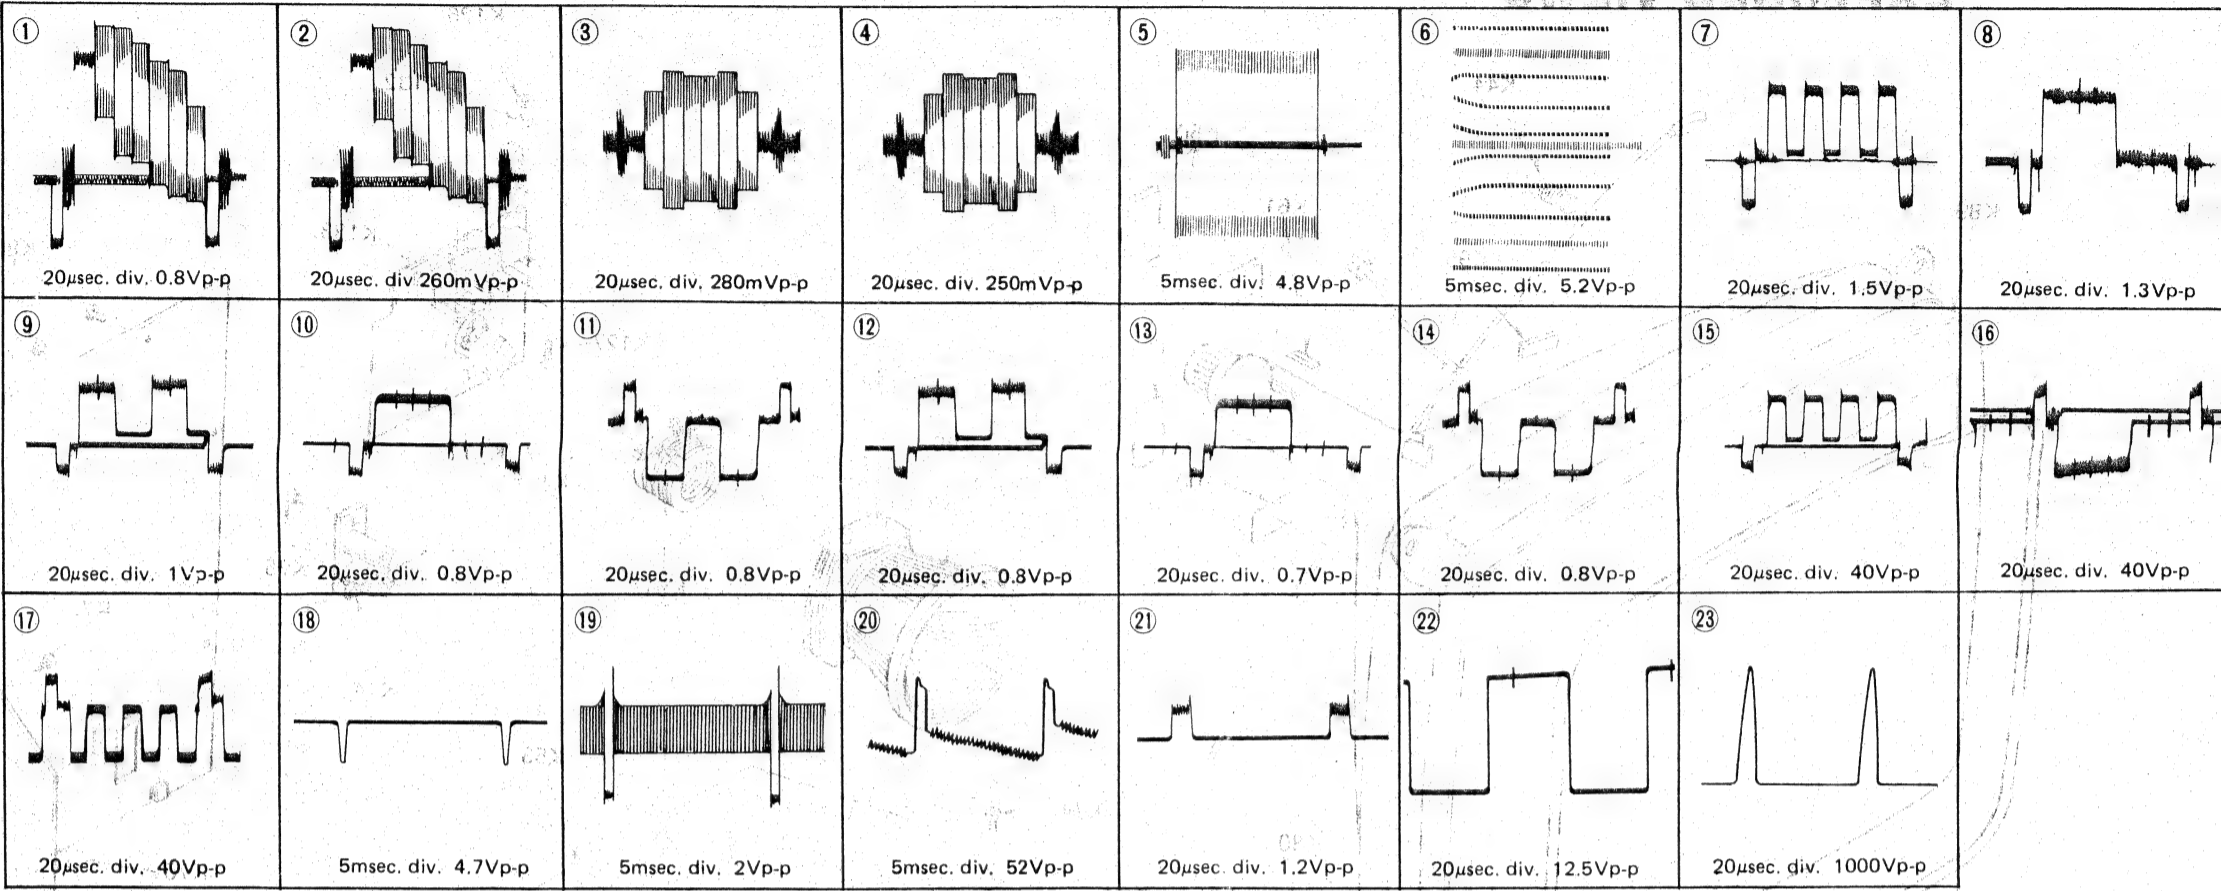 ① ② ③ ④ ⑤ ⑥ ⑦ ⑧
20µsec. div. 0.8Vp-p 20µsec. div 260mVp-p 20µsec. div. 280mVp-p 20µsec. div. 250mVp-p 5msec. div. 4.8Vp-p 5msec. div. 5.2Vp-p 20µsec. div. 1.5Vp-p 20µsec. div. 1.3Vp-p
⑨ ⑩ ⑪ ⑫ ⑬ ⑭ ⑮ ⑯
20µsec. div. 1Vp-p 20µsec. div. 0.8Vp-p 20µsec. div. 0.8Vp-p 20µsec. div. 0.8Vp-p 20µsec. div. 0.7Vp-p 20µsec. div. 0.8Vp-p 20µsec. div. 40Vp-p 20µsec. div. 40Vp-p
⑰ ⑱ ⑲ ⑳ ㉑ ㉒ ㉓
20µsec. div. 40Vp-p 5msec. div. 4.7Vp-p 5msec. div. 2Vp-p 5msec. div. 52Vp-p 20µsec. div. 1.2Vp-p 20µsec. div. 12.5Vp-p 20µsec. div. 1000Vp-p